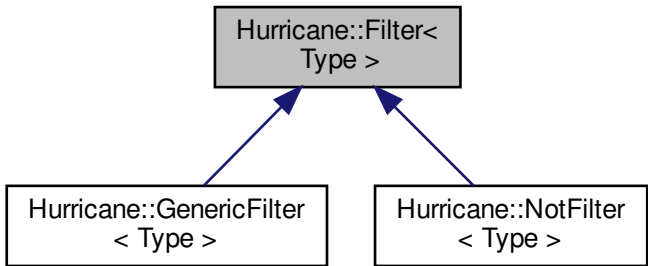 Hurricane::Filter<
Type >
Hurricane::GenericFilter
< Type >
Hurricane::NotFilter
< Type >